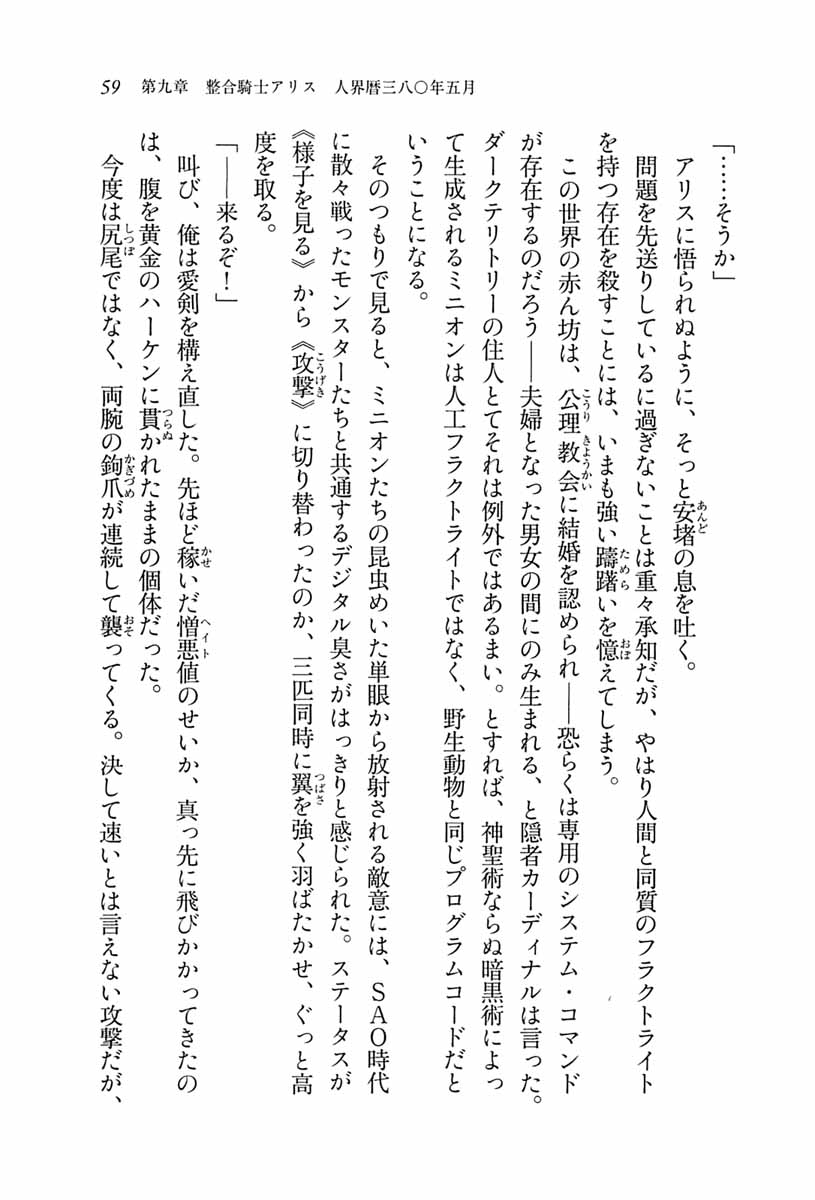 59　第九章　整合騎士アリス　人界暦三八〇年五月
「……そうか」
アリスに悟られぬように、そっと安堵の息を吐く。
問題を先送りしているに過ぎないことは重々承知だが、やはり人間と同質のフラクトライト
を持つ存在を殺すことには、いまも強い躊躇いを憶えてしまう。
この世界の赤ん坊は、公理教会に結婚を認められ――恐らくは専用のシステム・コマンド
が存在するのだろう――夫婦となった男女の間にのみ生まれる、と隠者カーディナルは言った。
ダークテリトリーの住人とてそれは例外ではあるまい。とすれば、神聖術ならぬ暗黒術によっ
て生成されるミニオンは人工フラクトライトではなく、野生動物と同じプログラムコードだと
いうことになる。
そのつもりで見ると、ミニオンたちの昆虫めいた単眼から放射される敵意には、ＳＡＯ時代
に散々戦ったモンスターたちと共通するデジタル臭さがはっきりと感じられた。ステータスが
《様子を見る》から《攻撃》に切り替わったのか、三匹同時に翼を強く羽ばたかせ、ぐっと高
度を取る。
「――来るぞ！」
叫び、俺は愛剣を構え直した。先ほど稼いだ憎悪値のせいか、真っ先に飛びかかってきたの
は、腹を黄金のハーケンに貫かれたままの個体だった。
今度は尻尾ではなく、両腕の鉤爪が連続して襲ってくる。決して速いとは言えない攻撃だが、